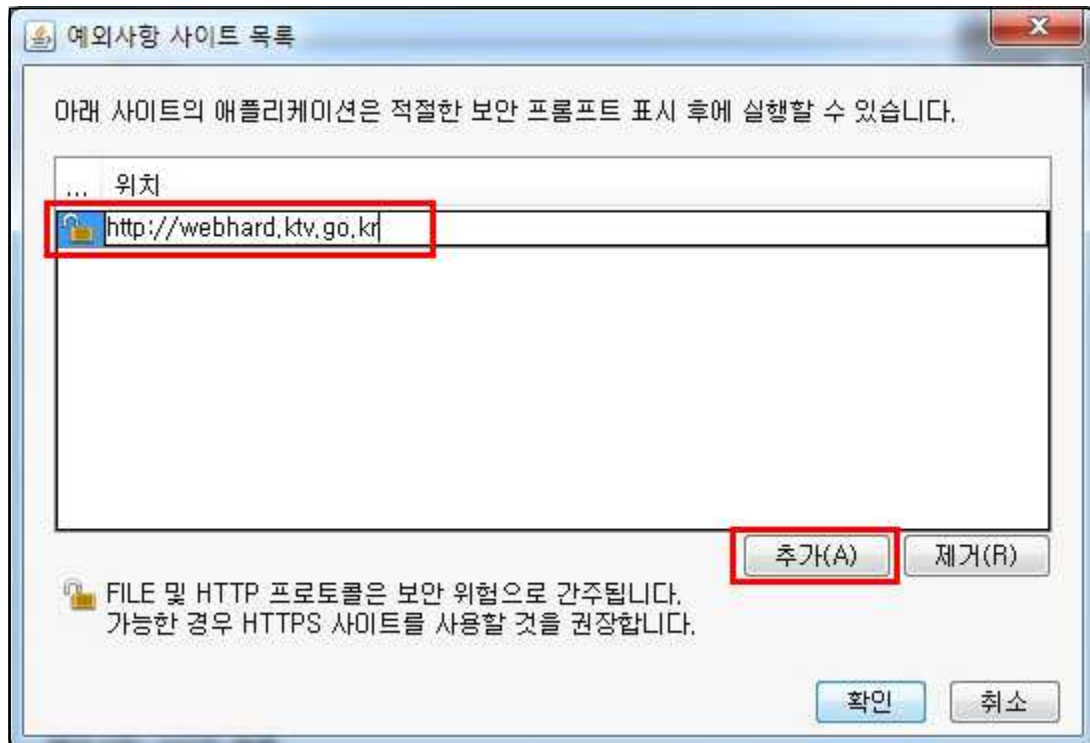 예외사항 사이트 목록
아래 사이트의 애플리케이션은 적절한 보안 프롬프트 표시 후에 실행할 수 있습니다.
... 위치
http://webhard.ktv.go.kr
추가(A) 제거(R)
FILE 및 HTTP 프로토콜은 보안 위험으로 간주됩니다.
가능한 경우 HTTPS 사이트를 사용할 것을 권장합니다.
확인 취소